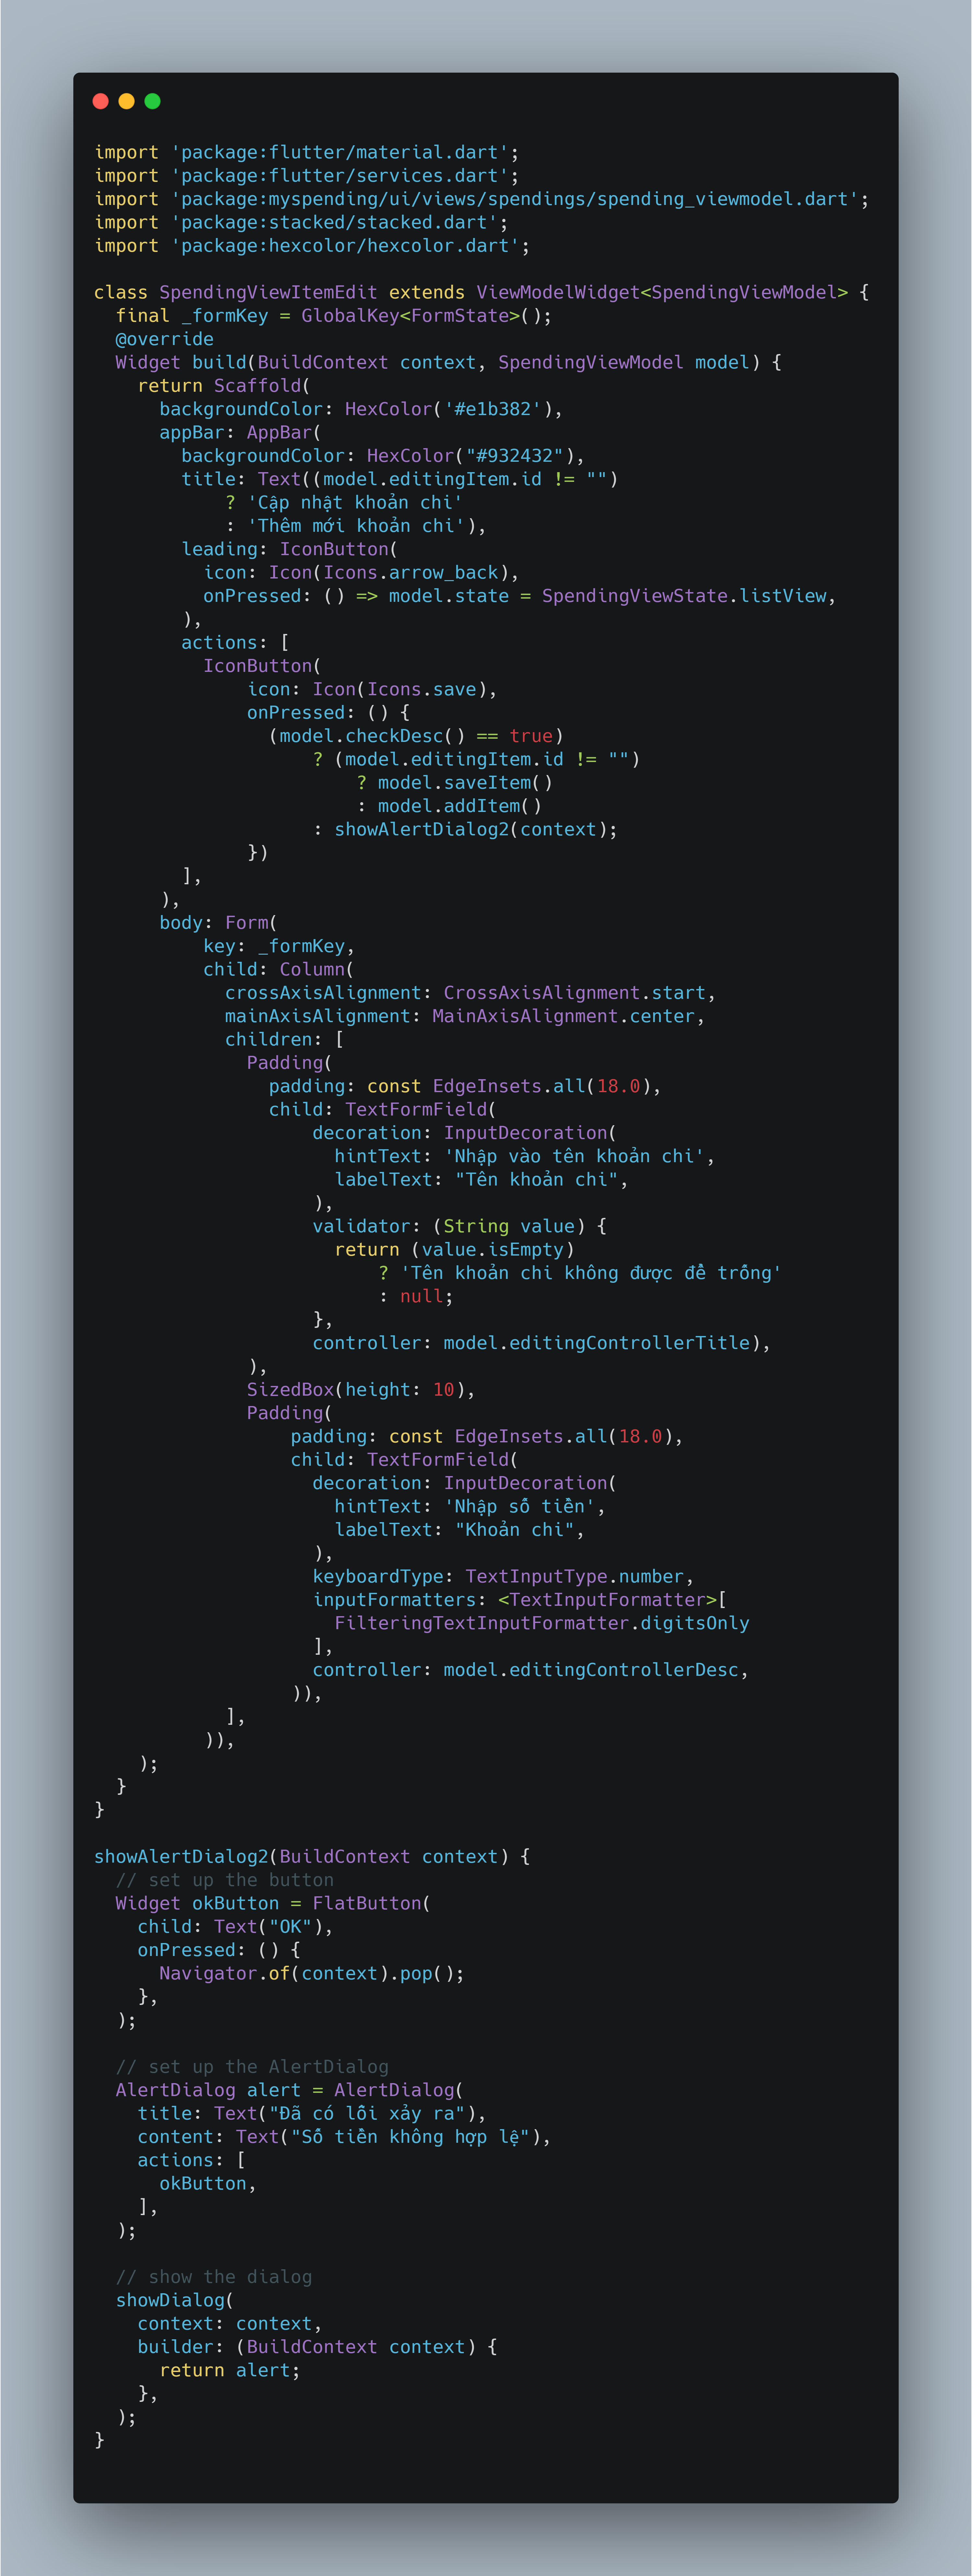 import 'package:flutter/material.dart';
import 'package:flutter/services.dart';
import 'package:myspending/ui/views/spendings/spending_viewmodel.dart';
import 'package:stacked/stacked.dart';
import 'package:hexcolor/hexcolor.dart';

class SpendingViewItemEdit extends ViewModelWidget<SpendingViewModel> {
  final _formKey = GlobalKey<FormState>();
  @override
  Widget build(BuildContext context, SpendingViewModel model) {
    return Scaffold(
      backgroundColor: HexColor('#e1b382'),
      appBar: AppBar(
        backgroundColor: HexColor("#932432"),
        title: Text((model.editingItem.id != "")
            ? 'Cập nhật khoản chi'
            : 'Thêm mới khoản chi'),
        leading: IconButton(
          icon: Icon(Icons.arrow_back),
          onPressed: () => model.state = SpendingViewState.listView,
        ),
        actions: [
          IconButton(
              icon: Icon(Icons.save),
              onPressed: () {
                (model.checkDesc() == true)
                    ? (model.editingItem.id != "")
                        ? model.saveItem()
                        : model.addItem()
                    : showAlertDialog2(context);
              })
        ],
      ),
      body: Form(
          key: _formKey,
          child: Column(
            crossAxisAlignment: CrossAxisAlignment.start,
            mainAxisAlignment: MainAxisAlignment.center,
            children: [
              Padding(
                padding: const EdgeInsets.all(18.0),
                child: TextFormField(
                    decoration: InputDecoration(
                      hintText: 'Nhập vào tên khoản chi',
                      labelText: "Tên khoản chi",
                    ),
                    validator: (String value) {
                      return (value.isEmpty)
                          ? 'Tên khoản chi không được để trống'
                          : null;
                    },
                    controller: model.editingControllerTitle),
              ),
              SizedBox(height: 10),
              Padding(
                  padding: const EdgeInsets.all(18.0),
                  child: TextFormField(
                    decoration: InputDecoration(
                      hintText: 'Nhập số tiền',
                      labelText: "Khoản chi",
                    ),
                    keyboardType: TextInputType.number,
                    inputFormatters: <TextInputFormatter>[
                      FilteringTextInputFormatter.digitsOnly
                    ],
                    controller: model.editingControllerDesc,
                  )),
            ],
          )),
    );
  }
}

showAlertDialog2(BuildContext context) {
  // set up the button
  Widget okButton = FlatButton(
    child: Text("OK"),
    onPressed: () {
      Navigator.of(context).pop();
    },
  );

  // set up the AlertDialog
  AlertDialog alert = AlertDialog(
    title: Text("Đã có lỗi xảy ra"),
    content: Text("Số tiền không hợp lệ"),
    actions: [
      okButton,
    ],
  );

  // show the dialog
  showDialog(
    context: context,
    builder: (BuildContext context) {
      return alert;
    },
  );
}